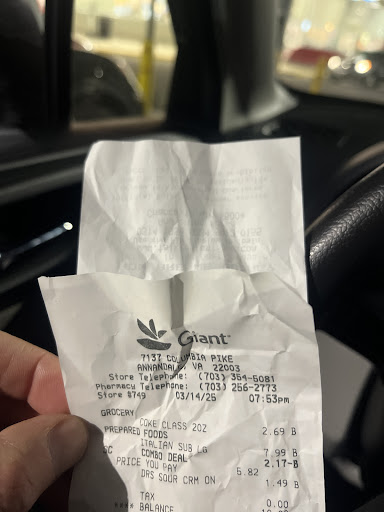 Giant
7137 COLUMBIA PIKE
ANNANDALE, VA 22003
Store Telephone: (703) 354-5081
Pharmacy Telephone: (703) 256-2773
Store #749 03/14/25 07:53pm
GROCERY
COKE CLASS 20Z 2.69 B
PREPARED FOODS
ITALIAN SUB LG 7.99 B
SC COMBO DEAL 2.17-B
PRICE YOU PAY 5.82
DRS SOUR CRM ON 1.49 B
TAX 0.00
**** BALANCE